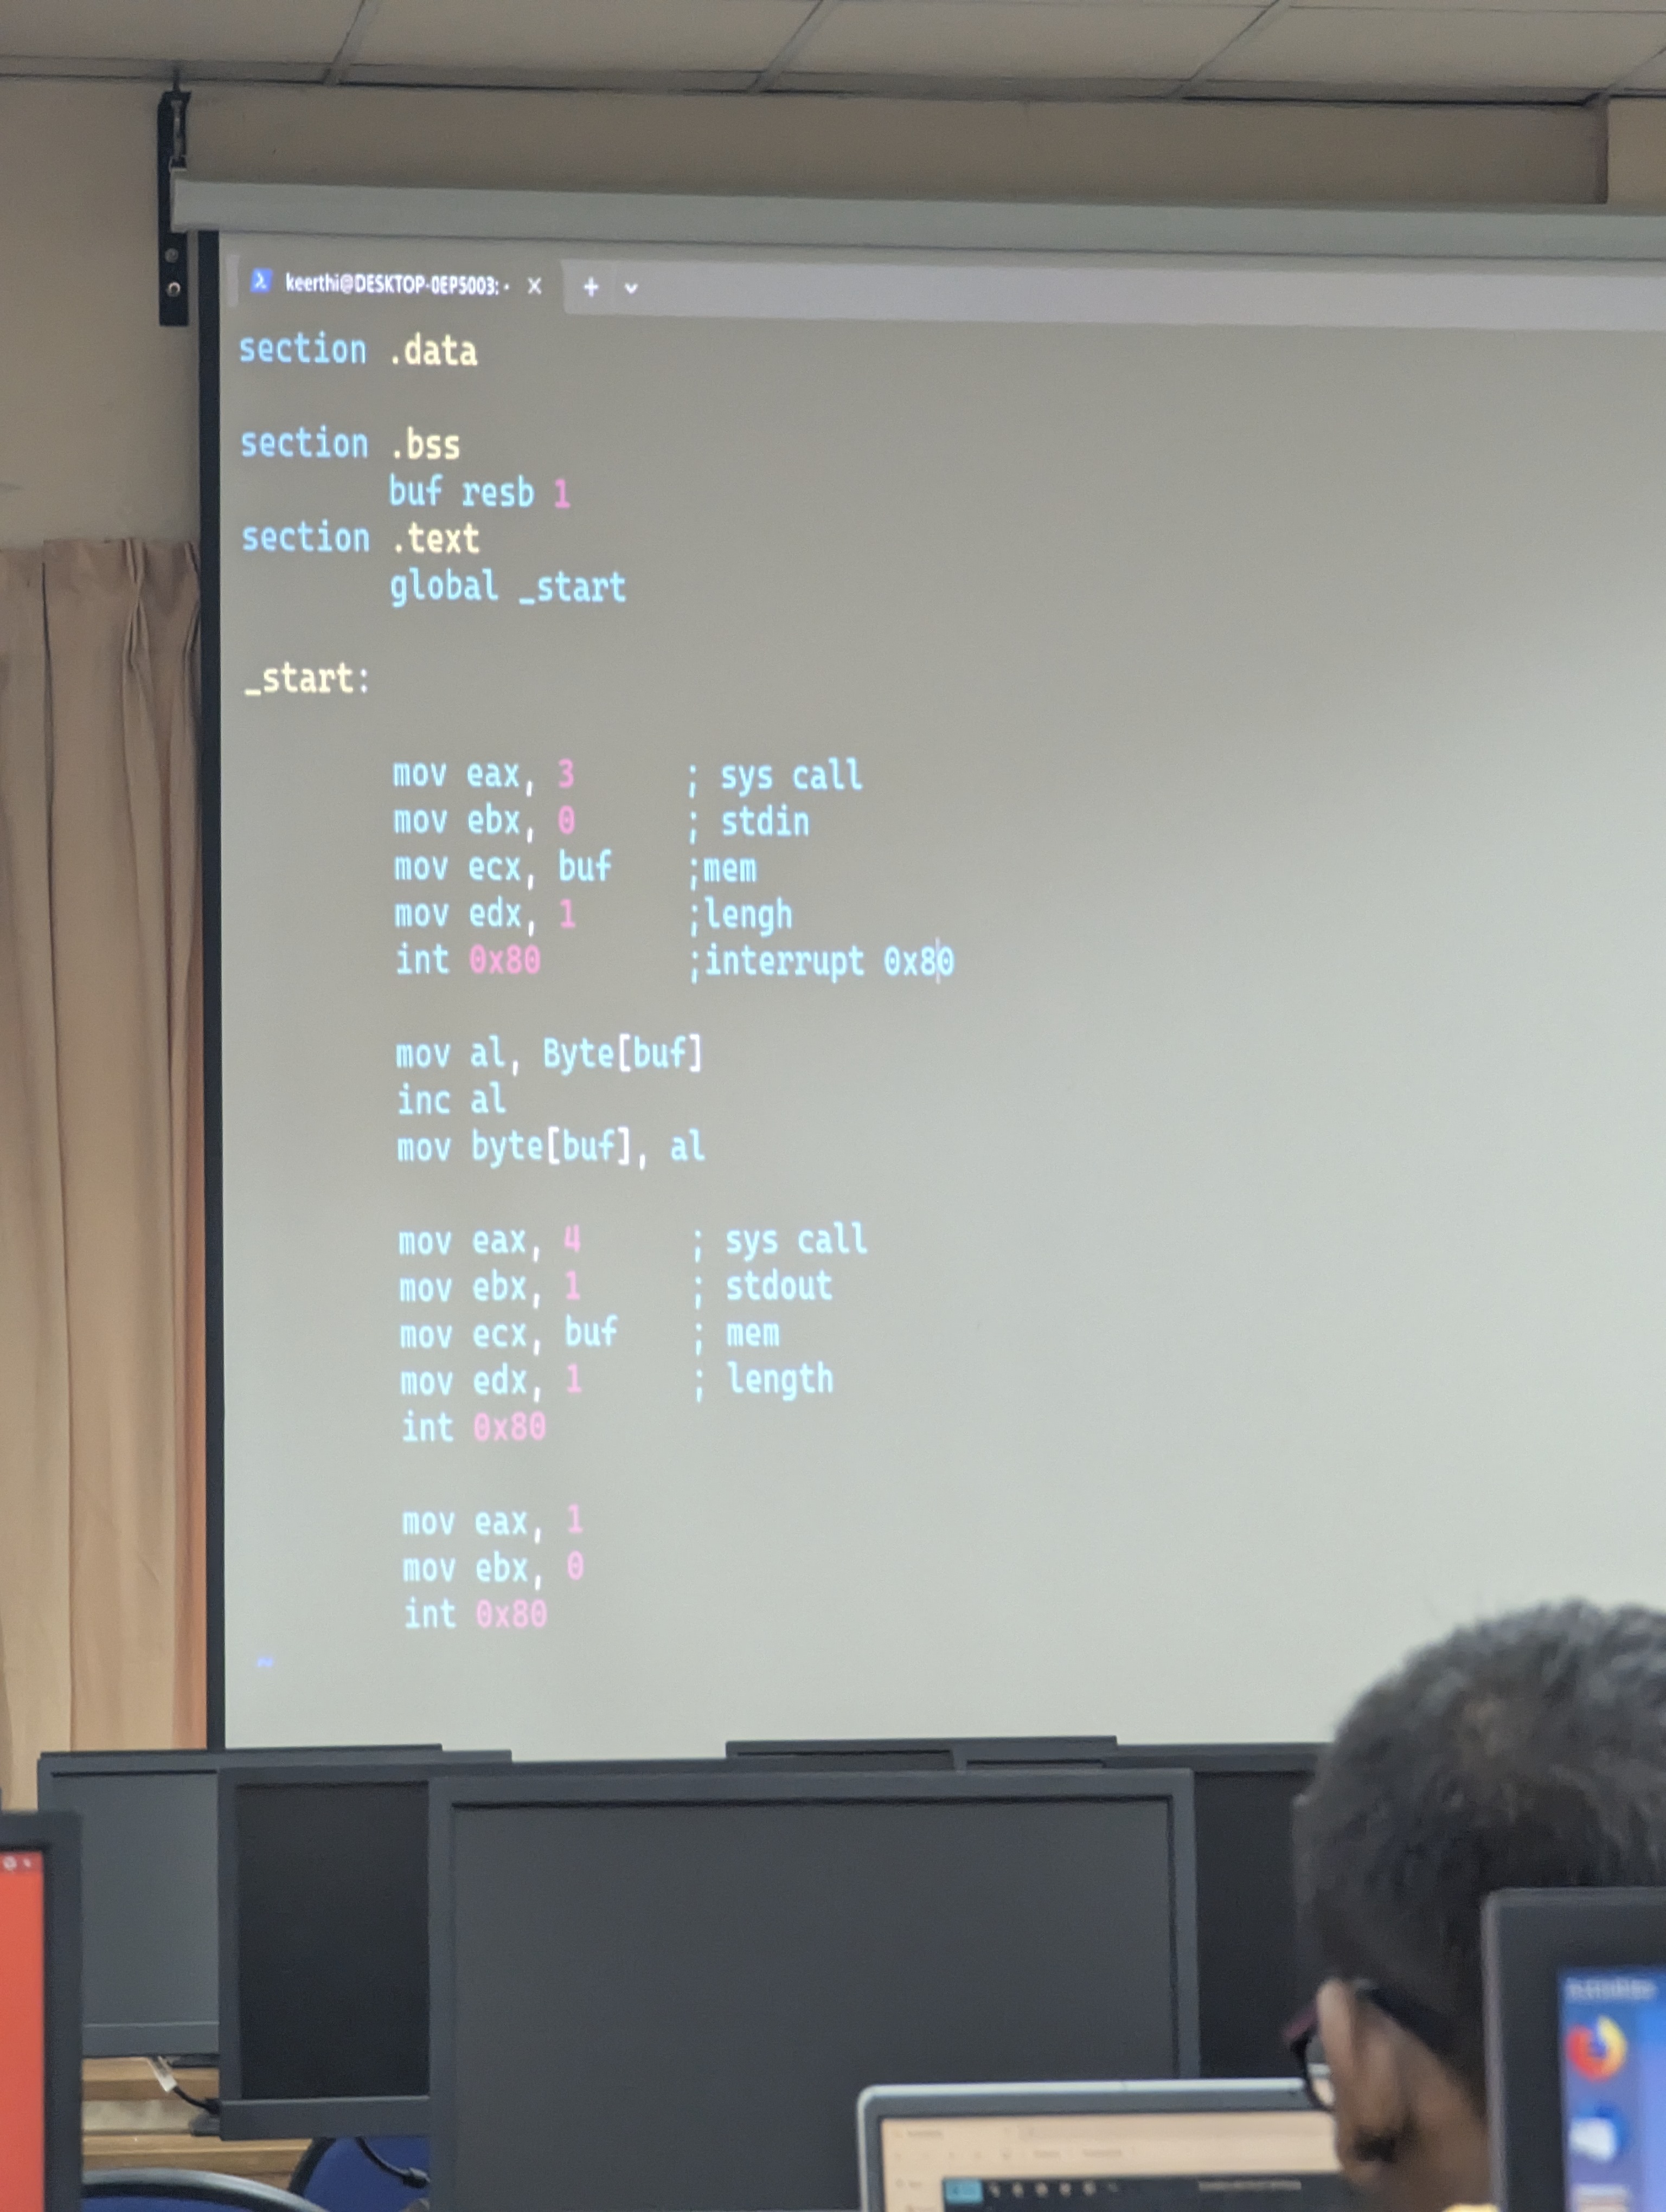 keerthi@DESKTOP-0EP5003: ~ × + ⌄
section .data
section .bss
buf resb 1
section .text
global _start
_start:
mov eax, 3 ; sys call
mov ebx, 0 ; stdin
mov ecx, buf ;mem
mov edx, 1 ;lengh
int 0x80 ;interrupt 0x80
mov al, Byte[buf]
inc al
mov byte[buf], al
mov eax, 4 ; sys call
mov ebx, 1 ; stdout
mov ecx, buf ; mem
mov edx, 1 ; length
int 0x80
mov eax, 1
mov ebx, 0
int 0x80
~